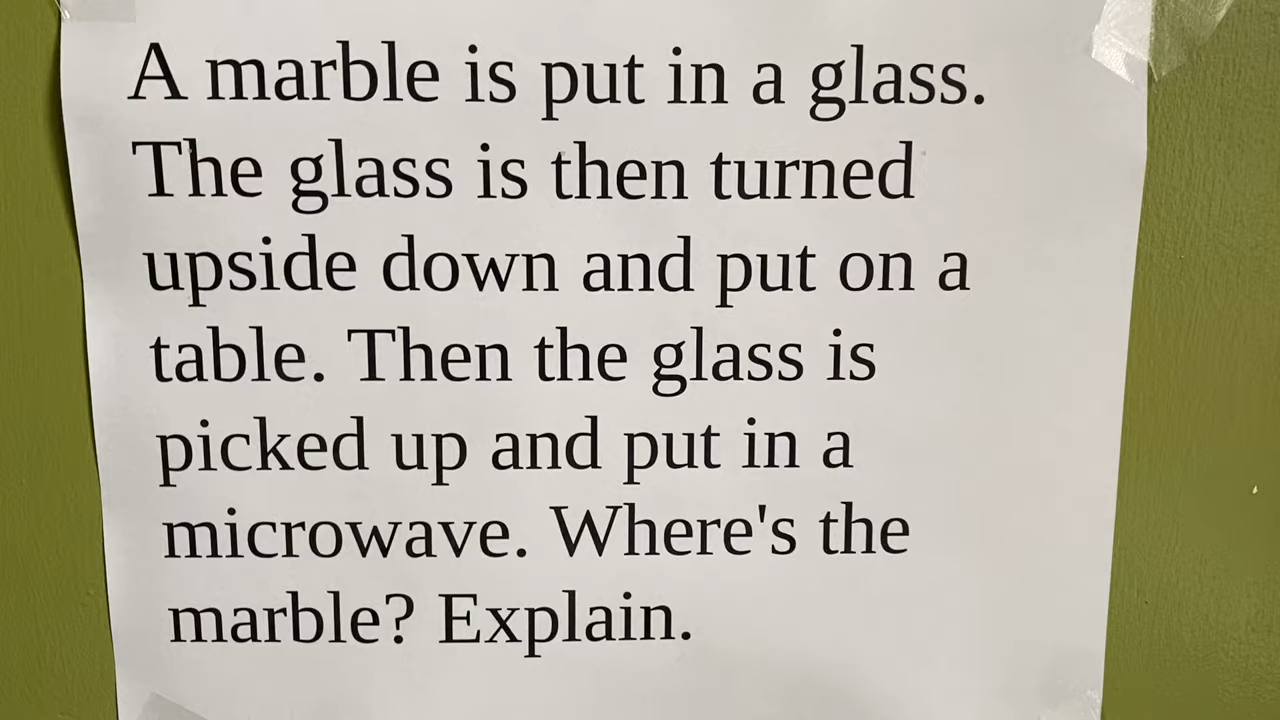 A marble is put in a glass.
The glass is then turned
upside down and put on a
table. Then the glass is
picked up and put in a
microwave. Where's the
marble? Explain.